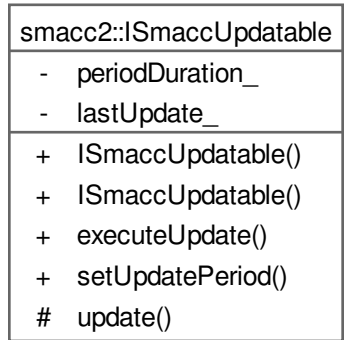 smacc2::ISmaccUpdatable
- periodDuration_
- lastUpdate_
+ ISmaccUpdatable()
+ ISmaccUpdatable()
+ executeUpdate()
+ setUpdatePeriod()
# update()